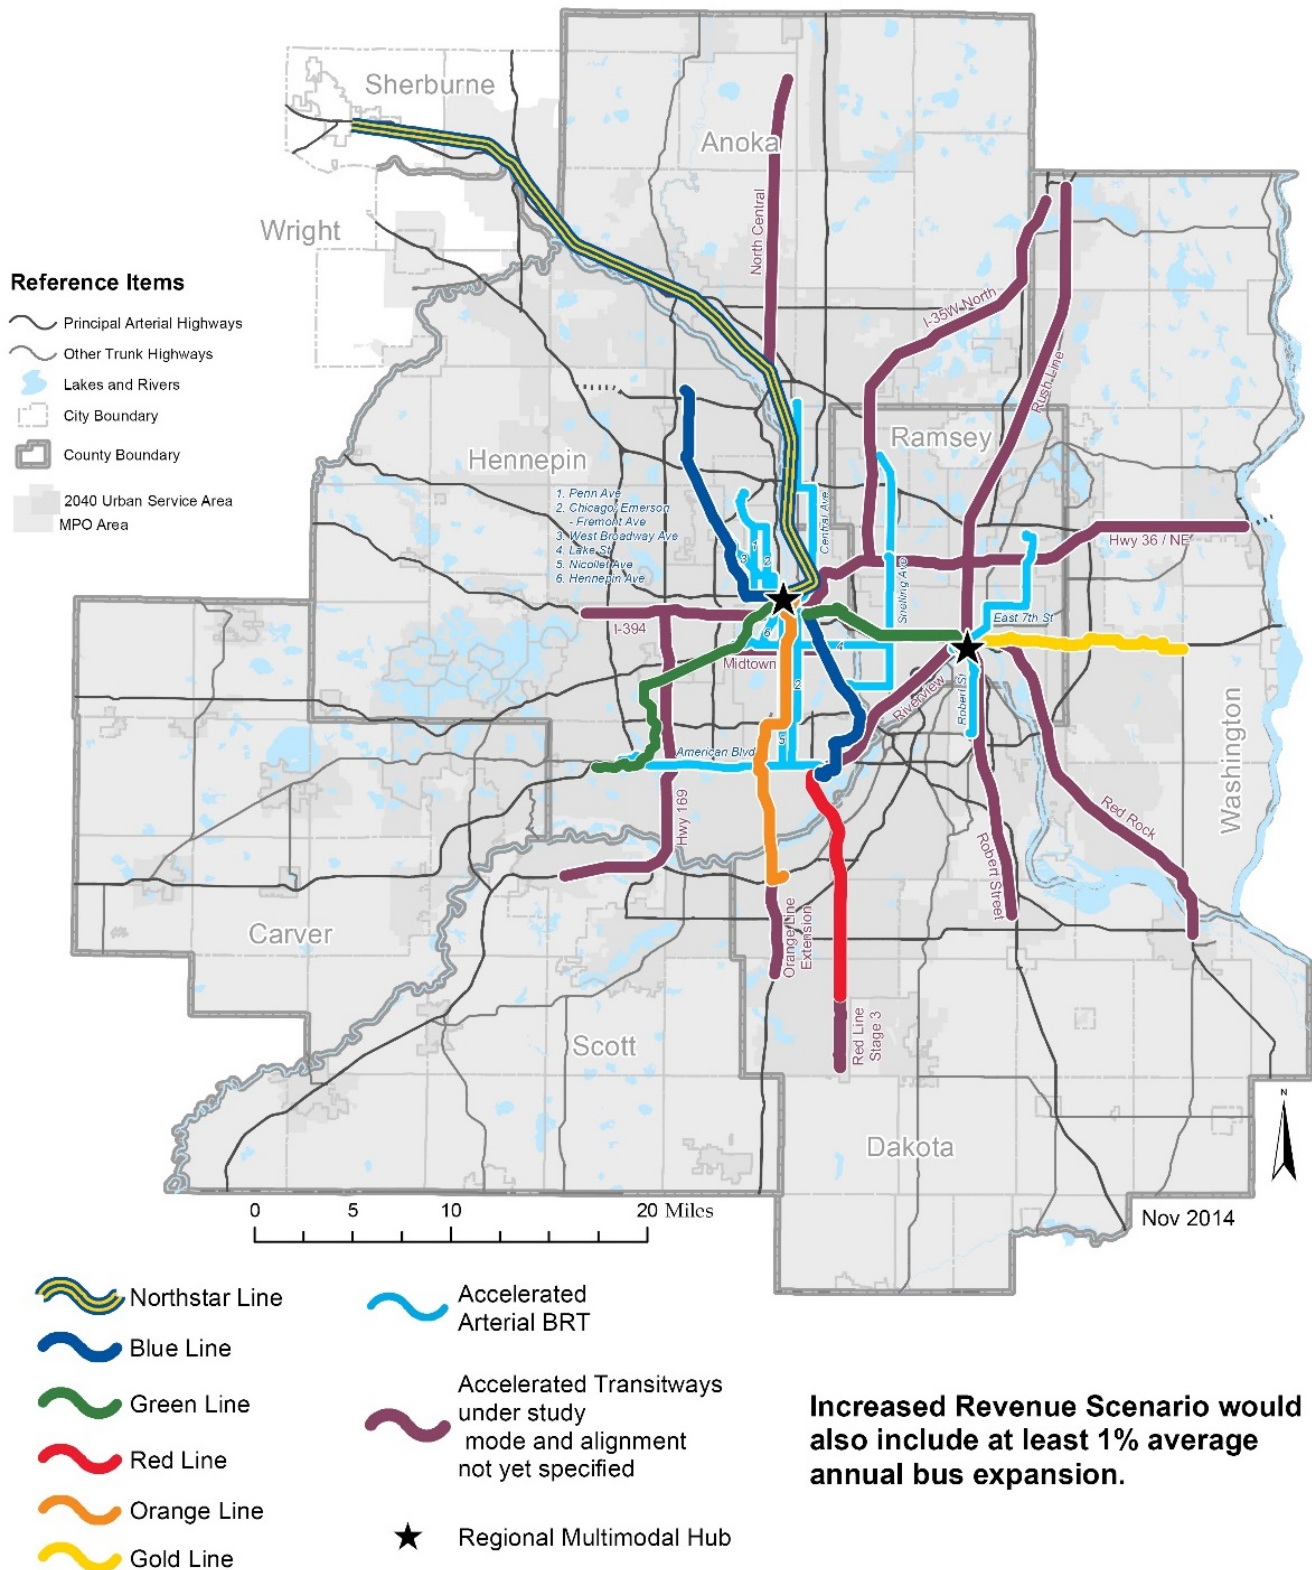 Sherburne
Anoka
Wright
North Central
Reference Items
Principal Arterial Highways
Other Trunk Highways
Lakes and Rivers
City Boundary
County Boundary
2040 Urban Service Area
MPO Area
I-35W North
Rush Line
Ramsey
Hennepin
1. Penn Ave
2. Chicago/Emerson
- Fremont Ave
3. West Broadway Ave
4. Lake St
5. Nicollet Ave
6. Hennepin Ave
Central Ave
Snelling Ave
Hwy 36 / NE
1
3
2
East 7th St
I-394
6
4
Midtown
2
Riverview
Robert St
5
American Blvd
Washington
Hwy 169
Red Rock
Robert Street
Orange Line
Extension
Carver
Red Line
Stage 3
Scott
Dakota
N
0 5 10 20 Miles
Nov 2014
Northstar Line
Blue Line
Green Line
Red Line
Orange Line
Gold Line
Accelerated
Arterial BRT
Accelerated Transitways
under study
mode and alignment
not yet specified
Regional Multimodal Hub
Increased Revenue Scenario would
also include at least 1% average
annual bus expansion.